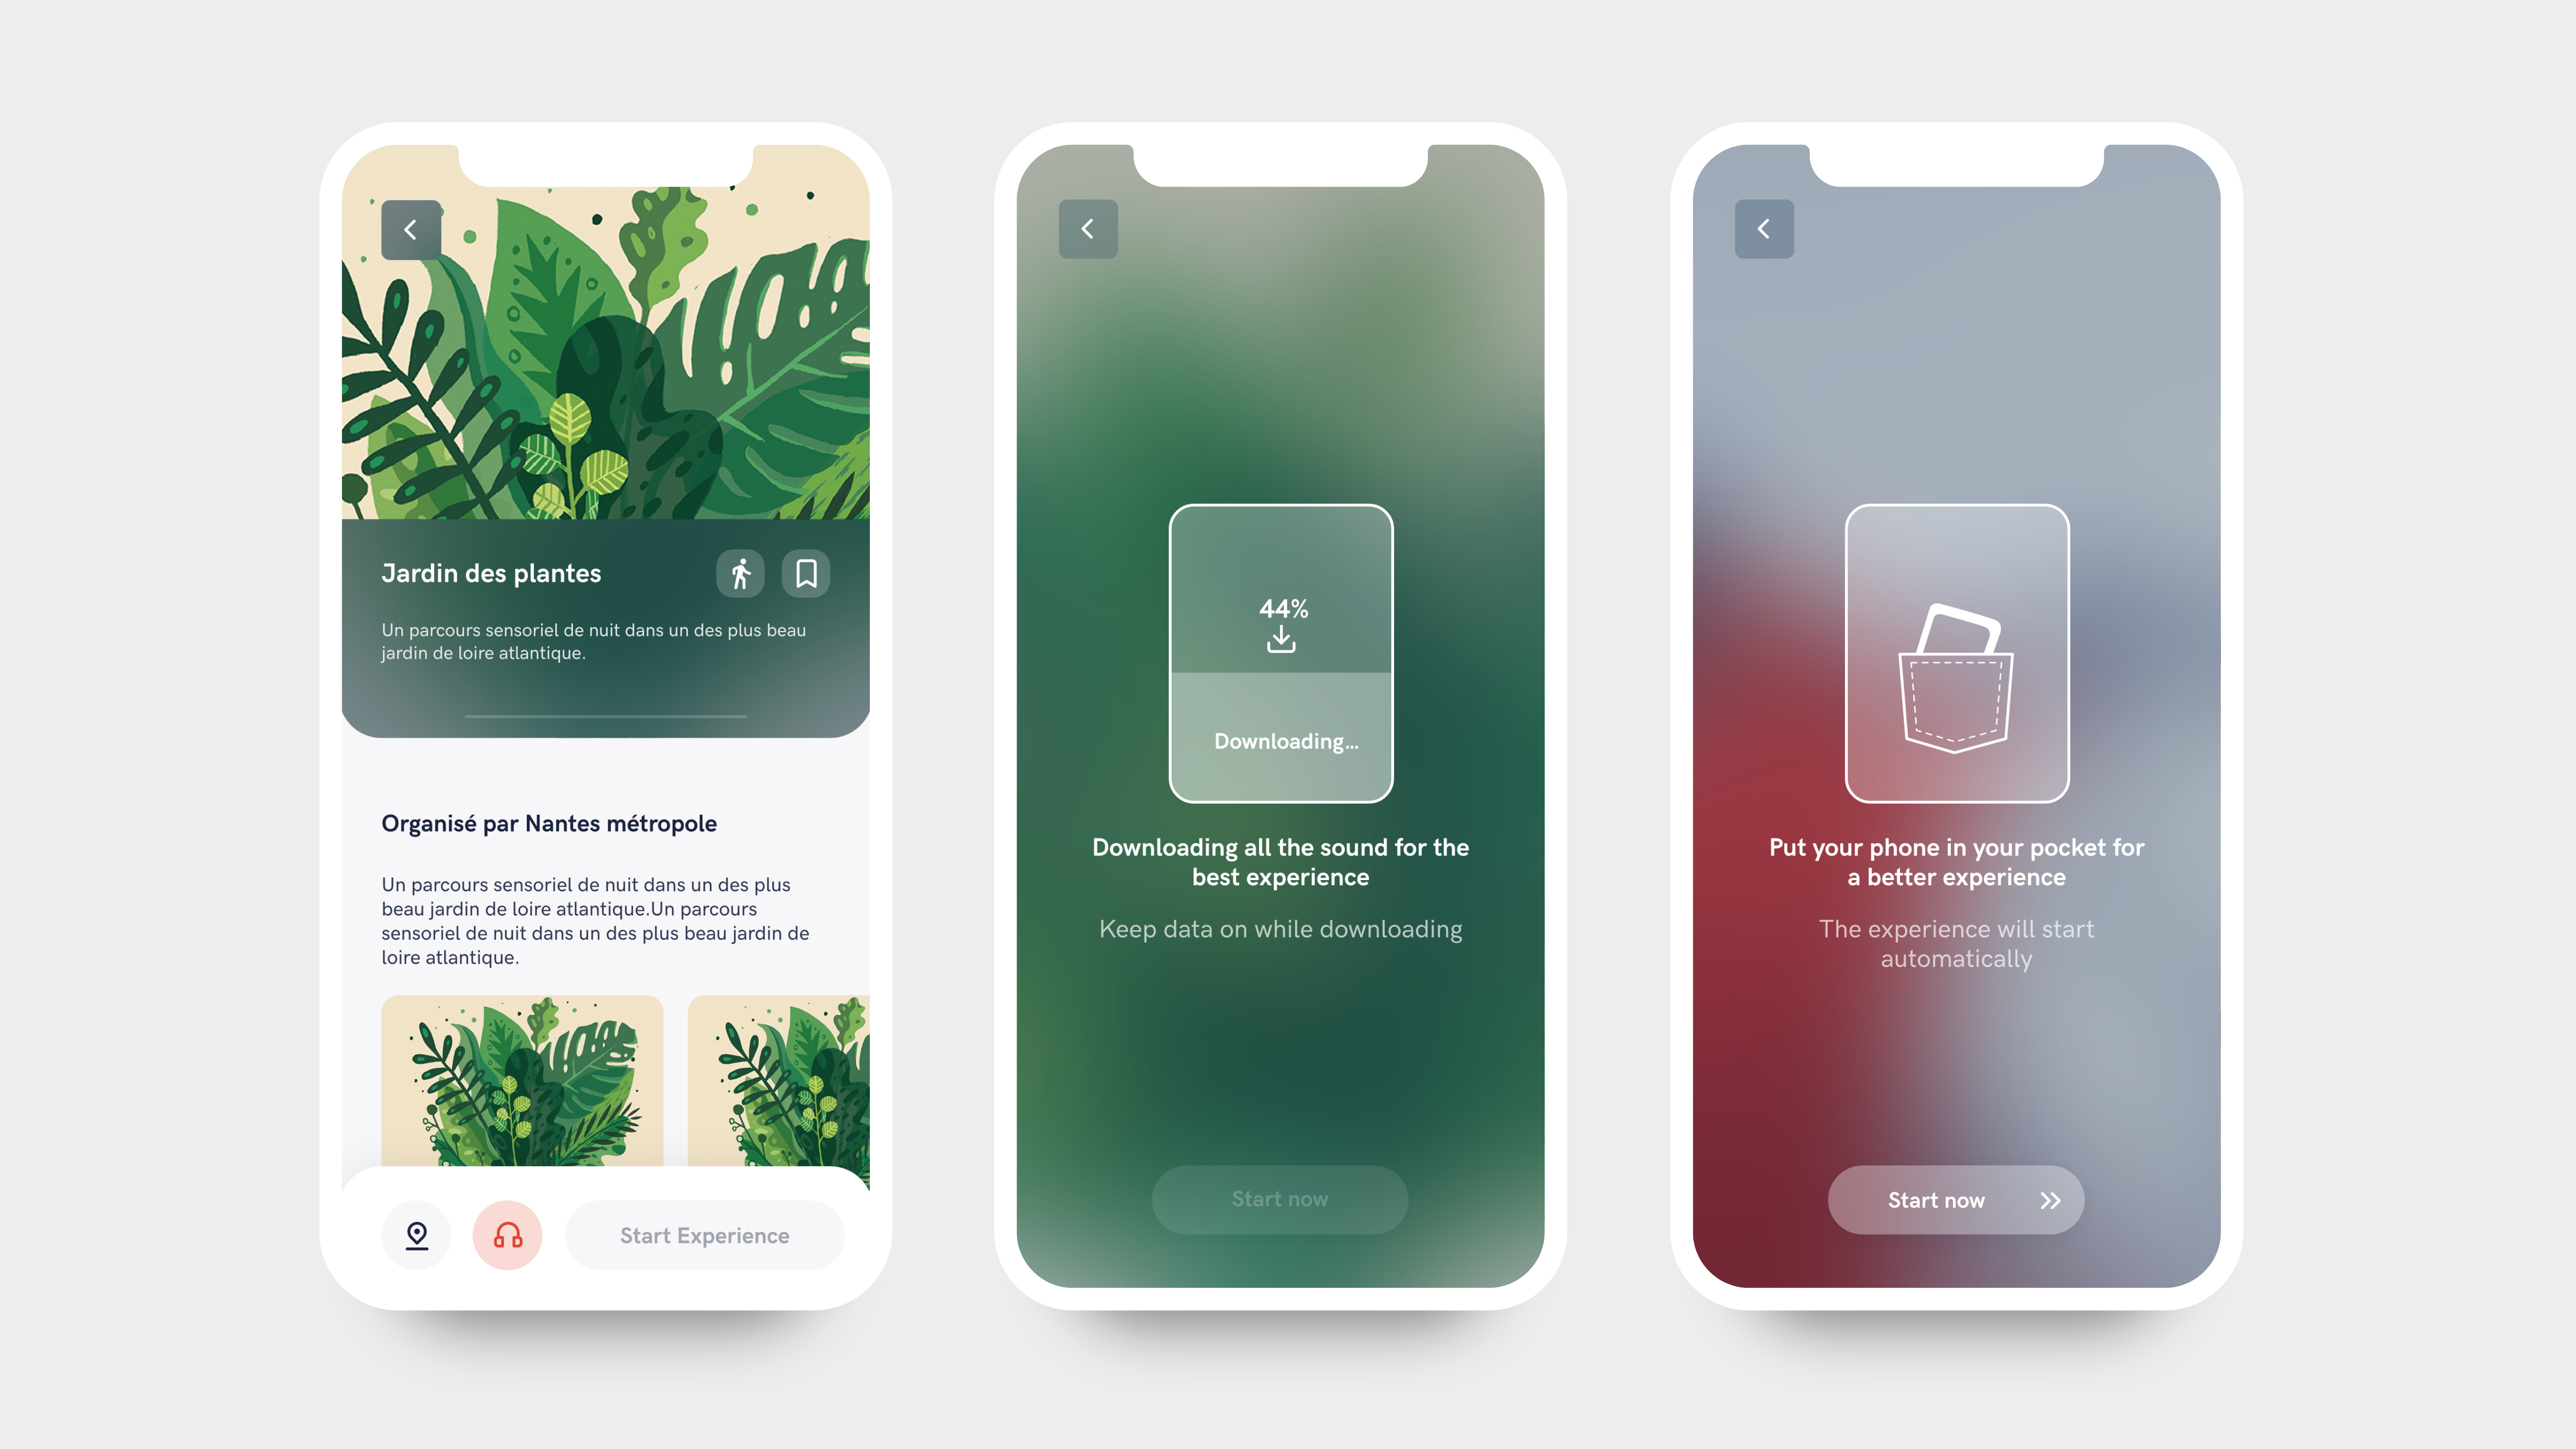 Jardin des plantes
Un parcours sensoriel de nuit dans un des plus beau
jardin de loire atlantique.
Organisé par Nantes métropole
Un parcours sensoriel de nuit dans un des plus
beau jardin de loire atlantique.Un parcours
sensoriel de nuit dans un des plus beau jardin de
loire atlantique.
Start Experience
44%
Downloading...
Downloading all the sound for the
best experience
Keep data on while downloading
Start now
Put your phone in your pocket for
a better experience
The experience will start
automatically
Start now